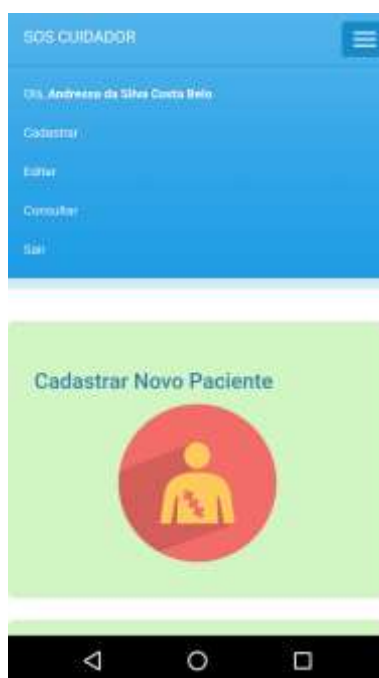 SOS CUIDADOR
Olá, Andressa da Silva Costa Belo
Cadastrar
Editar
Consultar
Sair
Cadastrar Novo Paciente